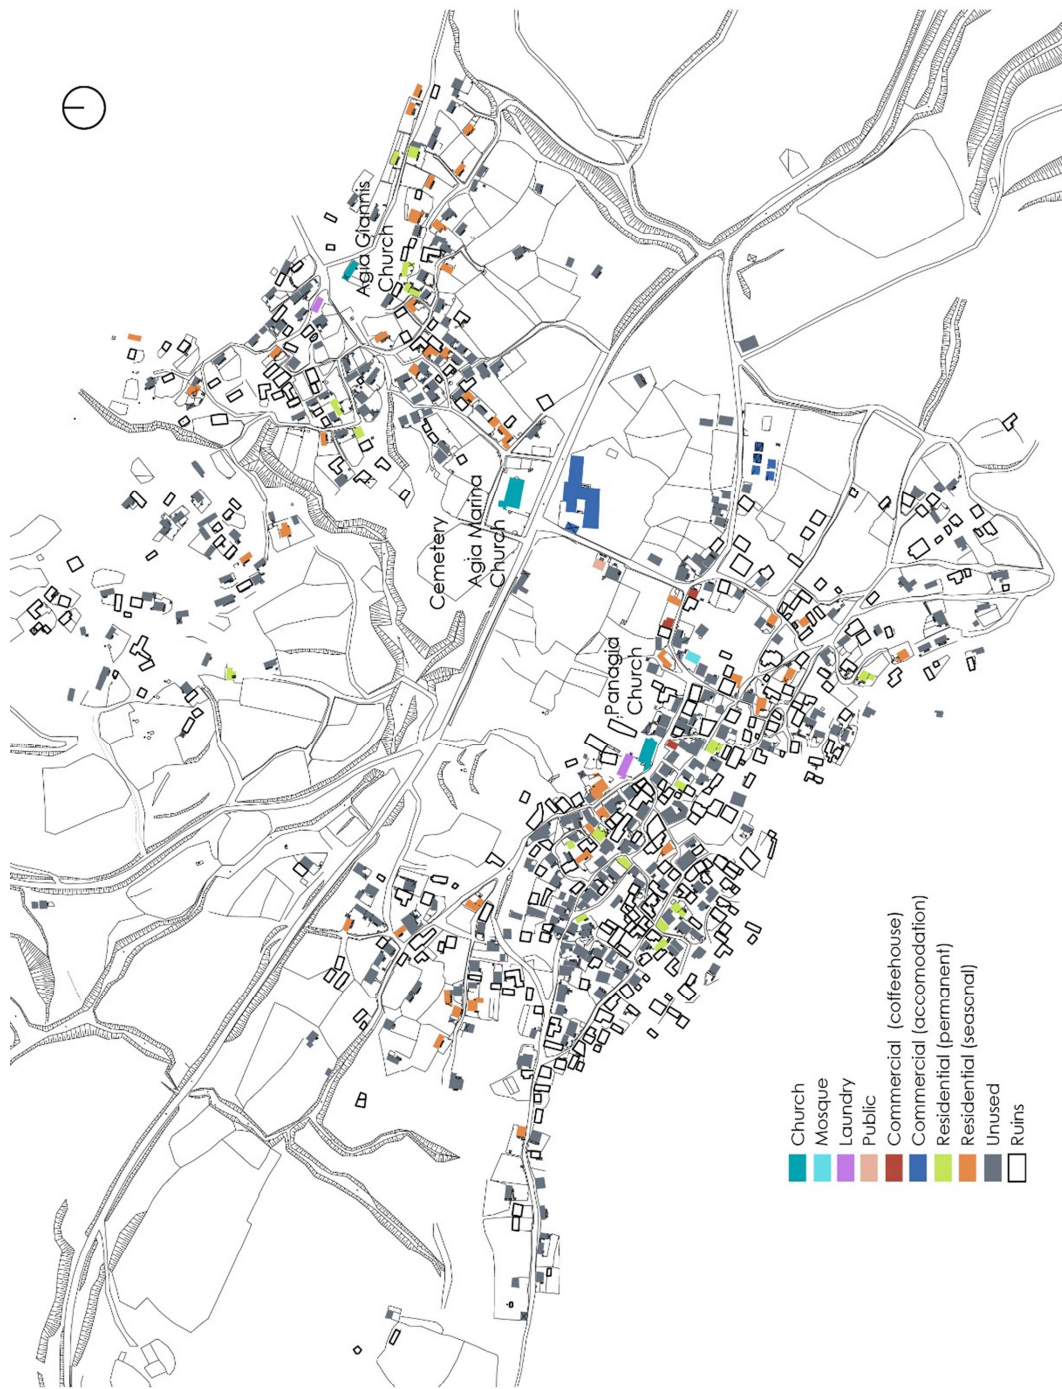 Agia Giannis
Church
Cemetery
Agia Marina
Church
Panagia
Church
Church
Mosque
Laundry
Public
Commercial (coffeehouse)
Commercial (accomodation)
Residential (permanent)
Residential (seasonal)
Unused
Ruins